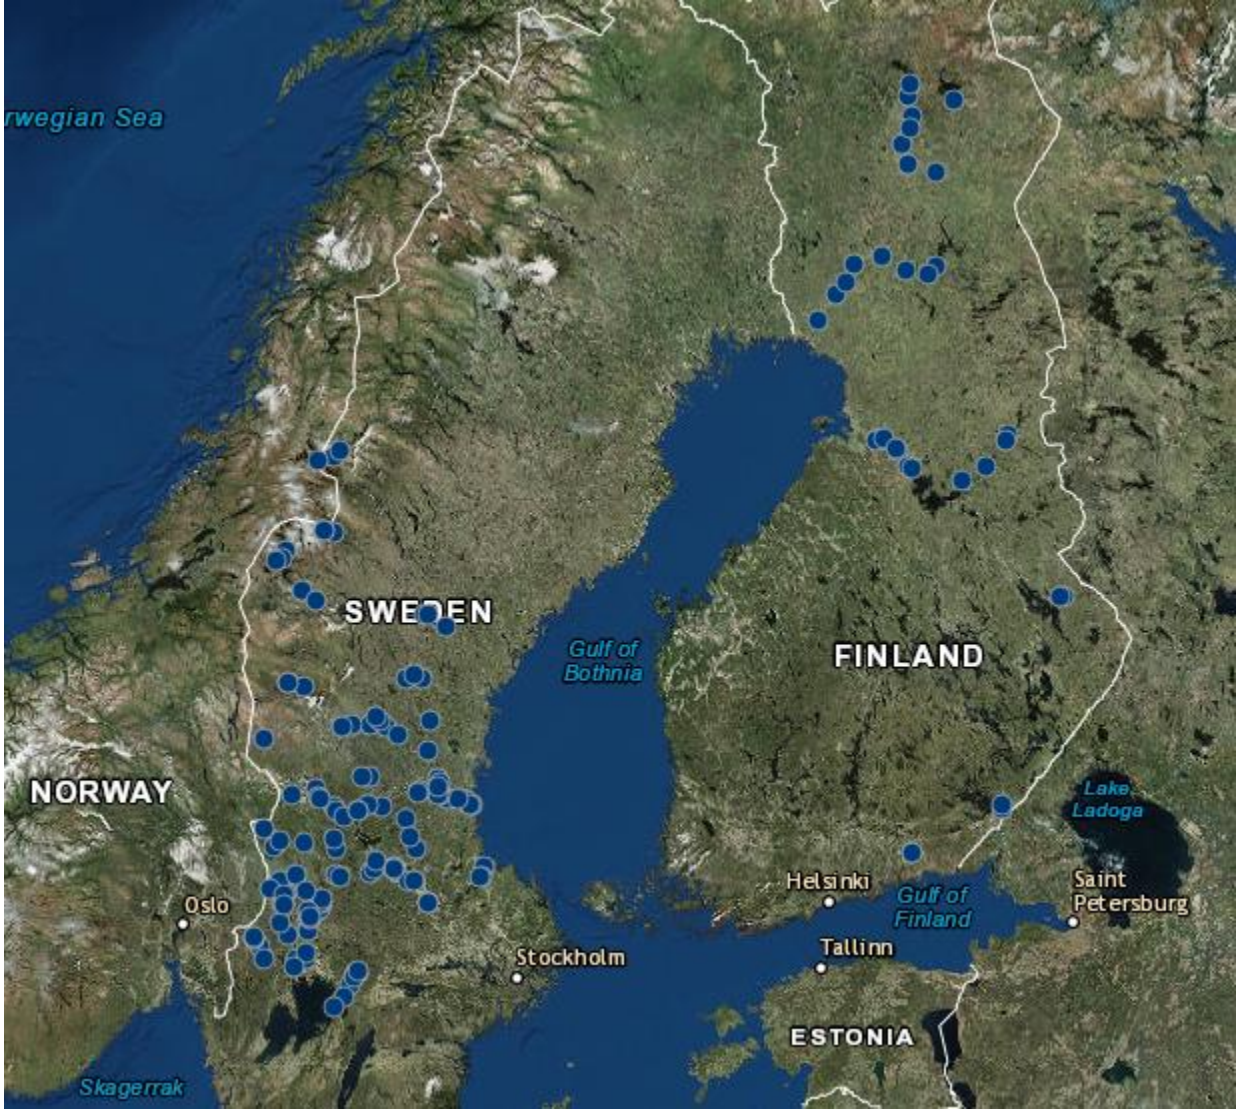 rwegian Sea
SWEDEN
Gulf of
Bothnia
FINLAND
NORWAY
Lake
Ladoga
Helsinki
Gulf of
Finland
Saint
Petersburg
Oslo
Stockholm
Tallinn
ESTONIA
Skagerrak